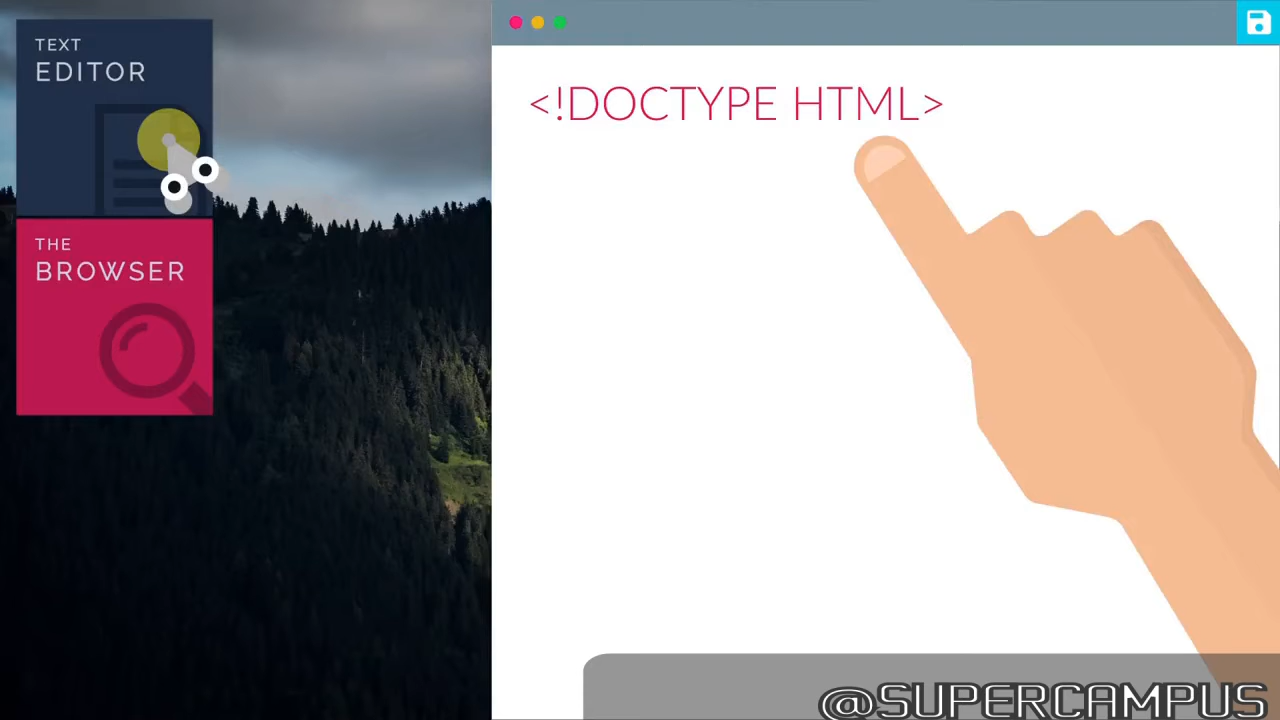 TEXT
EDITOR
THE
BROWSER
<!DOCTYPE HTML>
@SUPERCAMPUS